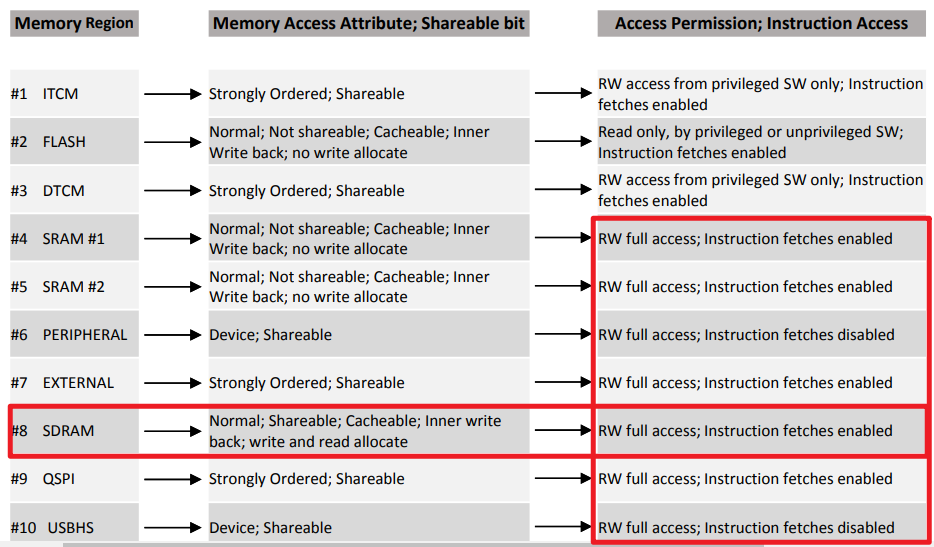 Memory Region Memory Access Attribute; Shareable bit Access Permission; Instruction Access
#1 ITCM Strongly Ordered; Shareable RW access from privileged SW only; Instruction
fetches enabled
#2 FLASH Normal; Not shareable; Cacheable; Inner
Write back; no write allocate
Read only, by privileged or unprivileged SW;
Instruction fetches enabled
#3 DTCM Strongly Ordered; Shareable RW access from privileged SW only; Instruction
fetches enabled
#4 SRAM #1 Normal; Not shareable; Cacheable; Inner
Write back; no write allocate
RW full access; Instruction fetches enabled
#5 SRAM #2 Normal; Not shareable; Cacheable; Inner
Write back; no write allocate
RW full access; Instruction fetches enabled
#6 PERIPHERAL Device; Shareable RW full access; Instruction fetches disabled
#7 EXTERNAL Strongly Ordered; Shareable RW full access; Instruction fetches enabled
#8 SDRAM Normal; Shareable; Cacheable; Inner write
back; write and read allocate
RW full access; Instruction fetches enabled
#9 QSPI Strongly Ordered; Shareable RW full access; Instruction fetches enabled
#10 USBHS Device; Shareable RW full access; Instruction fetches disabled